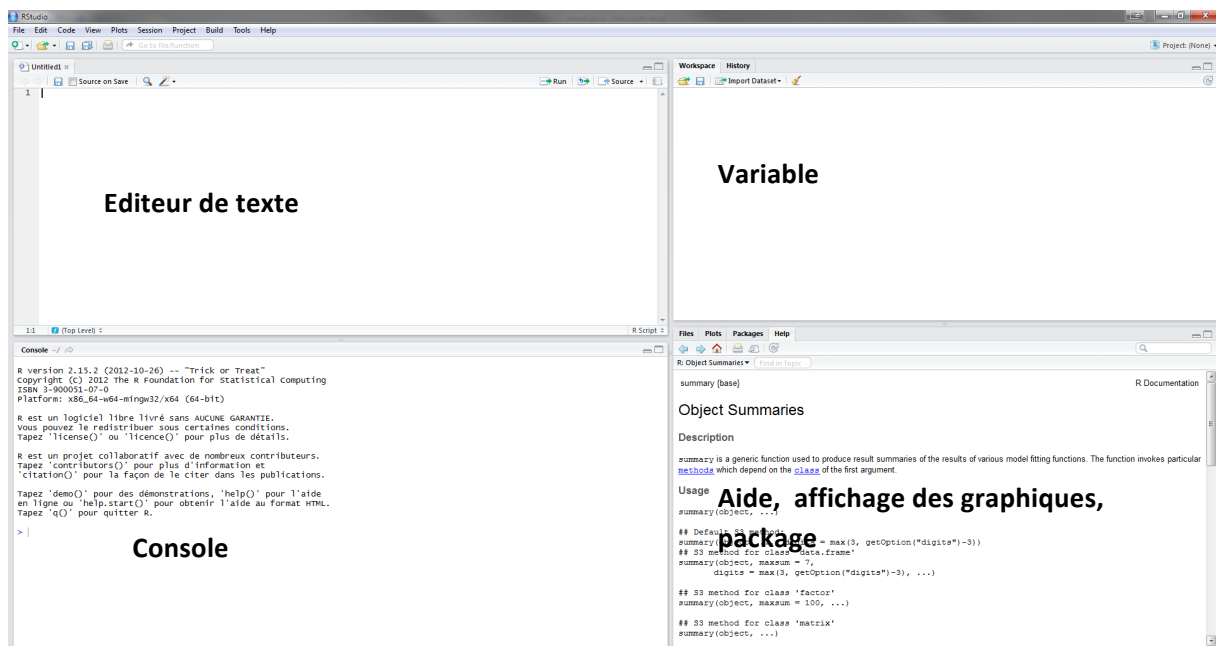 RStudio
File Edit Code View Plots Session Project Build Tools Help
Go to file/function
Project: (None)
Untitled1
Source on Save
Run
Source
1
Editeur de texte
1:1
(Top Level)
R Script
Console ~/
R version 2.15.2 (2012-10-26) -- "Trick or Treat"
Copyright (C) 2012 The R Foundation for Statistical Computing
ISBN 3-900051-07-0
Platform: x86_64-w64-mingw32/x64 (64-bit)
R est un logiciel libre livré sans AUCUNE GARANTIE.
Vous pouvez le redistribuer sous certaines conditions.
Tapez 'license()' ou 'licence()' pour plus de détails.
R est un projet collaboratif avec de nombreux contributeurs.
Tapez 'contributors()' pour plus d'information et
'citation()' pour la façon de le citer dans les publications.
Tapez 'demo()' pour des démonstrations, 'help()' pour l'aide
en ligne ou 'help.start()' pour obtenir l'aide au format HTML.
Tapez 'q()' pour quitter R.
>
Console
Workspace History
Import Dataset
Variable
Files Plots Packages Help
R: Object Summaries
Find in Topic
summary {base}
R Documentation
Object Summaries
Description
summary is a generic function used to produce result summaries of the results of various model fitting functions. The function invokes particular
methods which depend on the class of the first argument.
Usage
Aide, affichage des graphiques,
package
summary(object, ...)
## Default S3 method:
= max(3, getOption("digits")-3))
## S3 method for class 'data.frame'
summary(object, maxsum = 7,
digits = max(3, getOption("digits")-3), ...)
## S3 method for class 'factor'
summary(object, maxsum = 100, ...)
## S3 method for class 'matrix'
summary(object, ...)